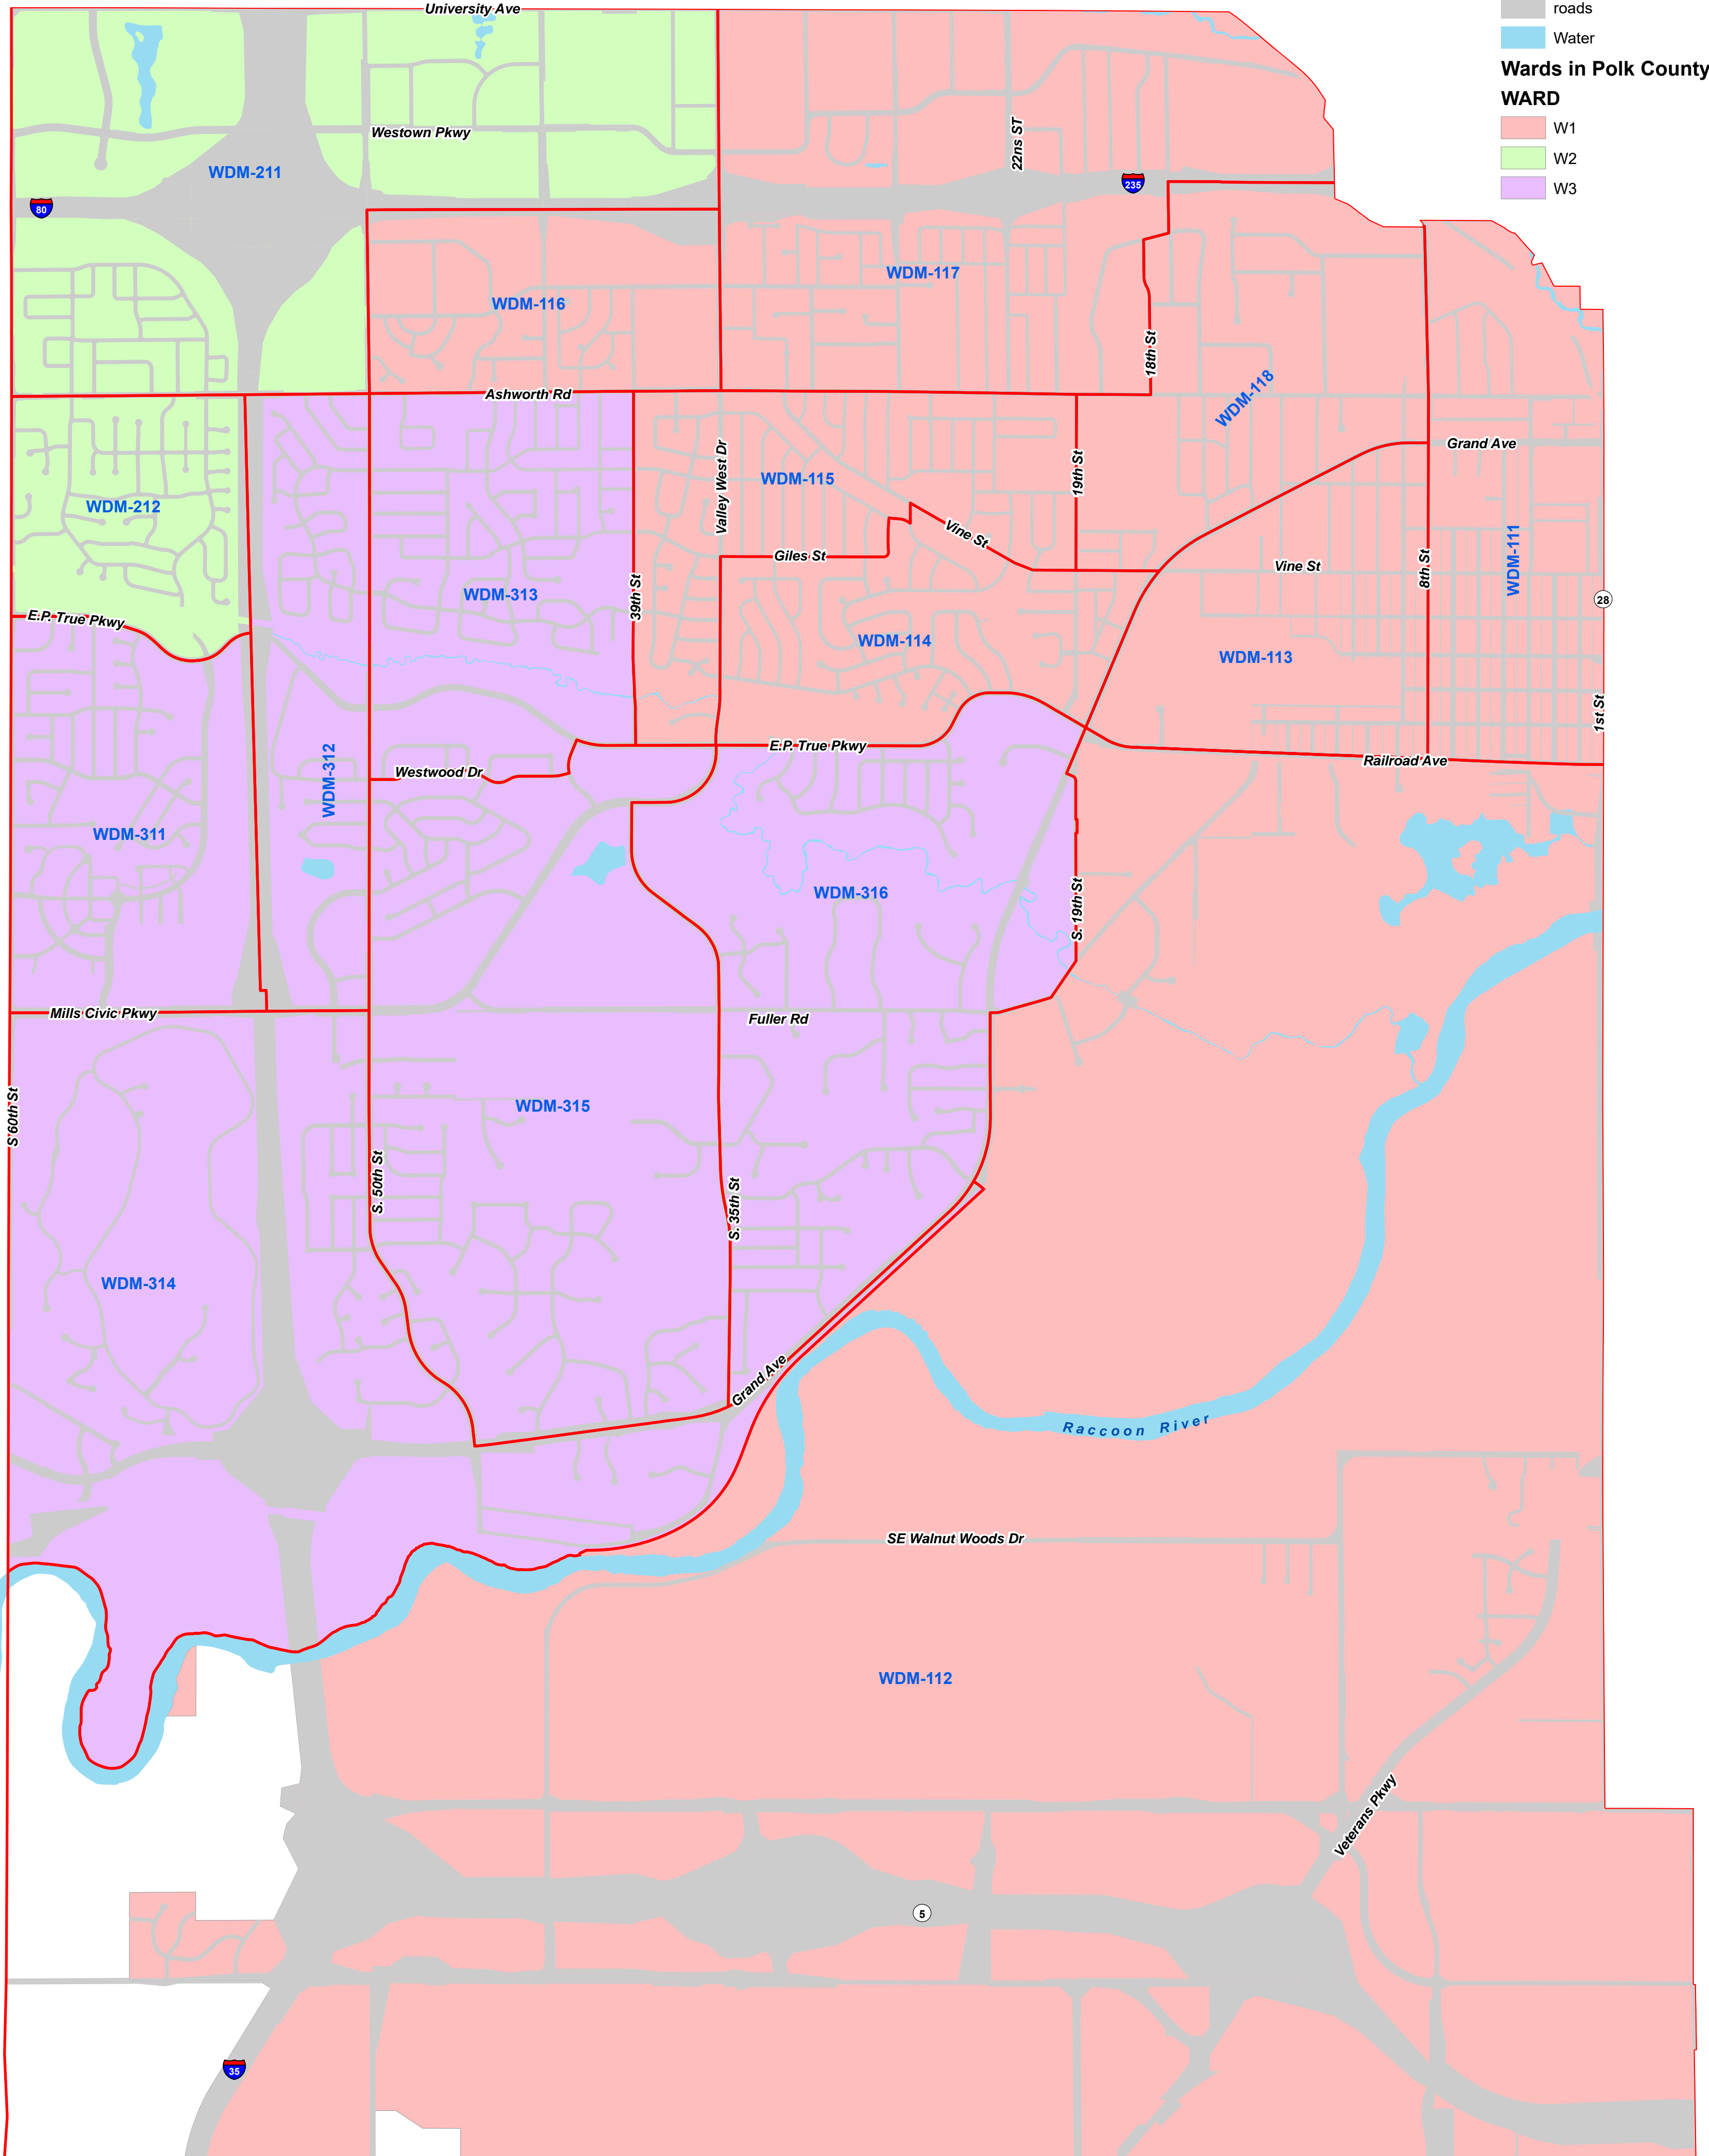 University Ave
roads
Water
Wards in Polk County
WARD
W1
W2
W3
Westown Pkwy
22ns ST
WDM-211
235
80
WDM-117
WDM-116
18th St
Ashworth Rd
WDM-118
Grand Ave
Valley West Dr
19th St
WDM-115
WDM-212
Vine St
WDM-111
Giles St
Vine St
8th St
39th St
WDM-313
28
E.P. True Pkwy
WDM-114
WDM-113
1st St
E.P. True Pkwy
Railroad Ave
Westwood Dr
WDM-312
WDM-311
WDM-316
S. 19th St
Mills Civic Pkwy
Fuller Rd
S 60th St
WDM-315
S. 50th St
S. 35th St
WDM-314
Grand Ave
Raccoon River
SE Walnut Woods Dr
WDM-112
Veterans Pkwy
5
35